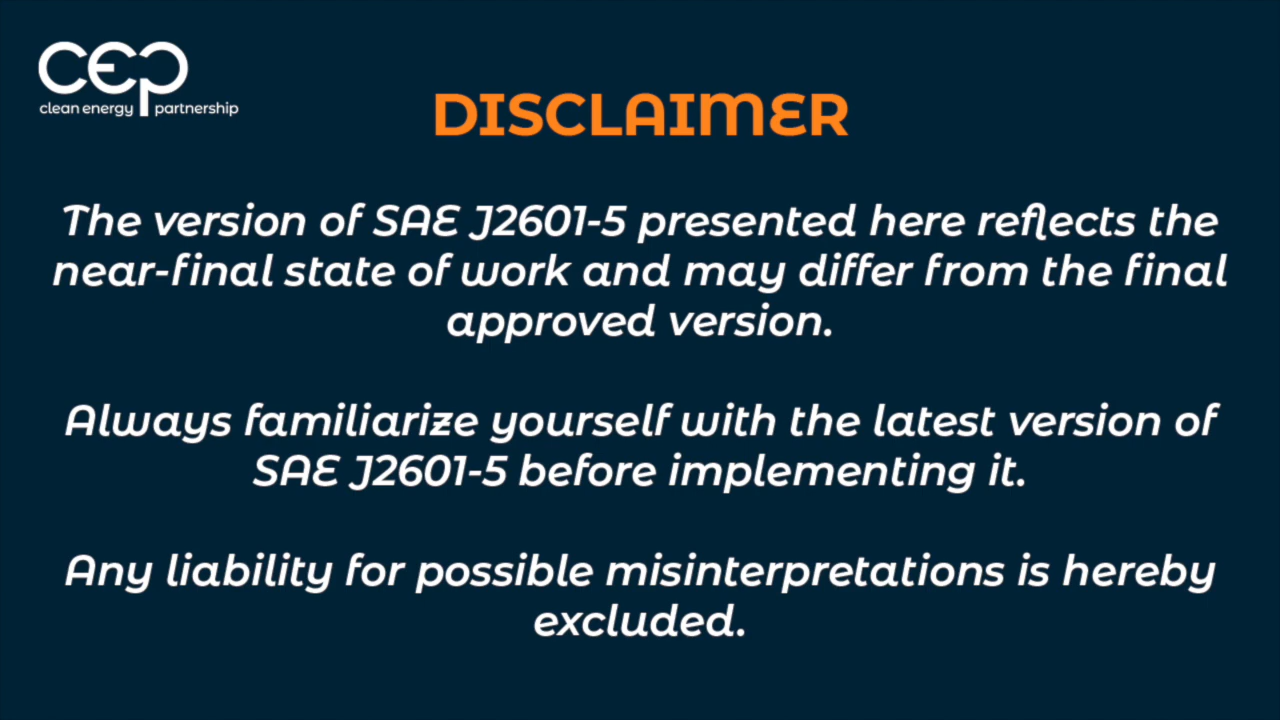 cep
clean energy partnership
DISCLAIMER
The version of SAE J2601-5 presented here reflects the
near-final state of work and may differ from the final
approved version.
Always familiarize yourself with the latest version of
SAE J2601-5 before implementing it.
Any liability for possible misinterpretations is hereby
excluded.